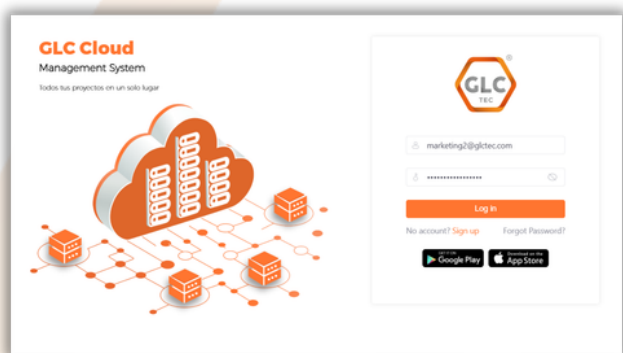 GLC Cloud
Management System
Todos tus proyectos en un solo lugar
GLC
TEC
marketing2@glctec.com
Log in
No account? Sign up
Forgot Password?
GET IT ON
Google Play
Download on the
App Store